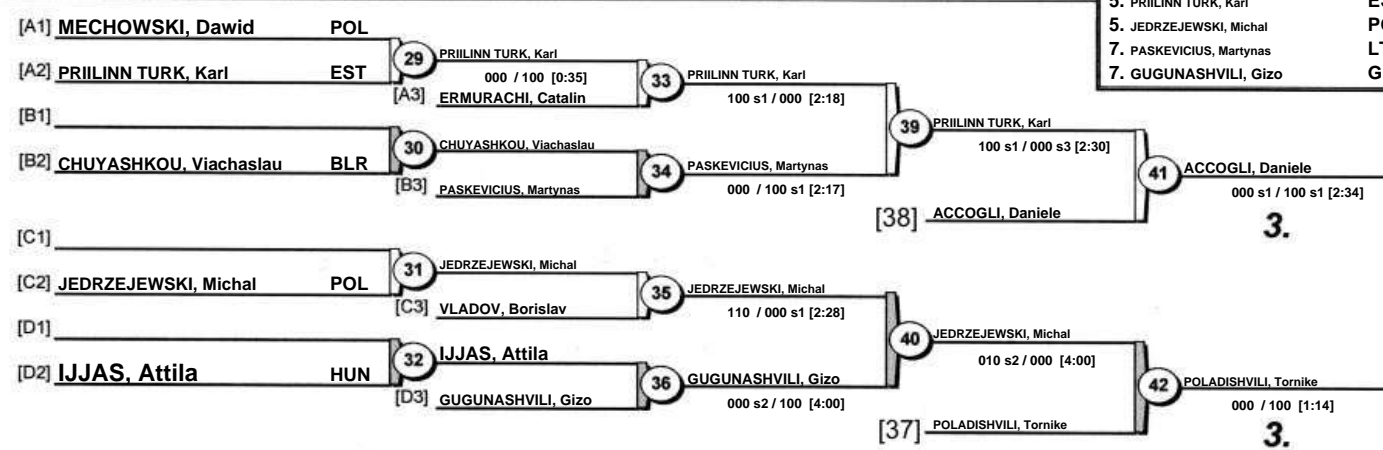 5. PRIILINN TURK, Karl
5. JEDRZEJEWSKI, Michal
7. PASKEVICIUS, Martynas
7. GUGUNASHVILI, Gizo
[A1] MECHOWSKI, Dawid POL
[A2] PRIILINN TURK, Karl EST
29
PRIILINN TURK, Karl
000 / 100 [0:35]
[A3] ERMURACHI, Catalin
33
PRIILINN TURK, Karl
100 s1 / 000 [2:18]
[B1]
[B2] CHUYASHKOU, Viachaslau BLR
30
CHUYASHKOU, Viachaslau
[B3] PASKEVICIUS, Martynas
34
PASKEVICIUS, Martynas
000 / 100 s1 [2:17]
39
PRIILINN TURK, Karl
100 s1 / 000 s3 [2:30]
[38] ACCOGLI, Daniele
41
ACCOGLI, Daniele
000 s1 / 100 s1 [2:34]
3.
[C1]
[C2] JEDRZEJEWSKI, Michal POL
31
JEDRZEJEWSKI, Michal
[C3] VLADOV, Borislav
35
JEDRZEJEWSKI, Michal
110 / 000 s1 [2:28]
[D1]
[D2] IJJAS, Attila HUN
32
IJJAS, Attila
[D3] GUGUNASHVILI, Gizo
36
GUGUNASHVILI, Gizo
000 s2 / 100 [4:00]
40
JEDRZEJEWSKI, Michal
010 s2 / 000 [4:00]
[37] POLADISHVILI, Tornike
42
POLADISHVILI, Tornike
000 / 100 [1:14]
3.